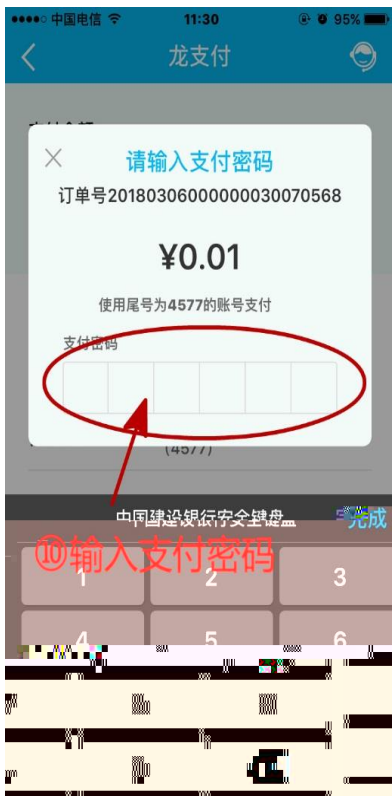 中国电信 11:30 95%
龙支付
请输入支付密码
订单号20180306000000030070568
¥0.01
使用尾号为4577的账号支付
支付密码
(4577)
中国建设银行安全键盘 完成
⑩输入支付密码
1 2 3
4 5 6